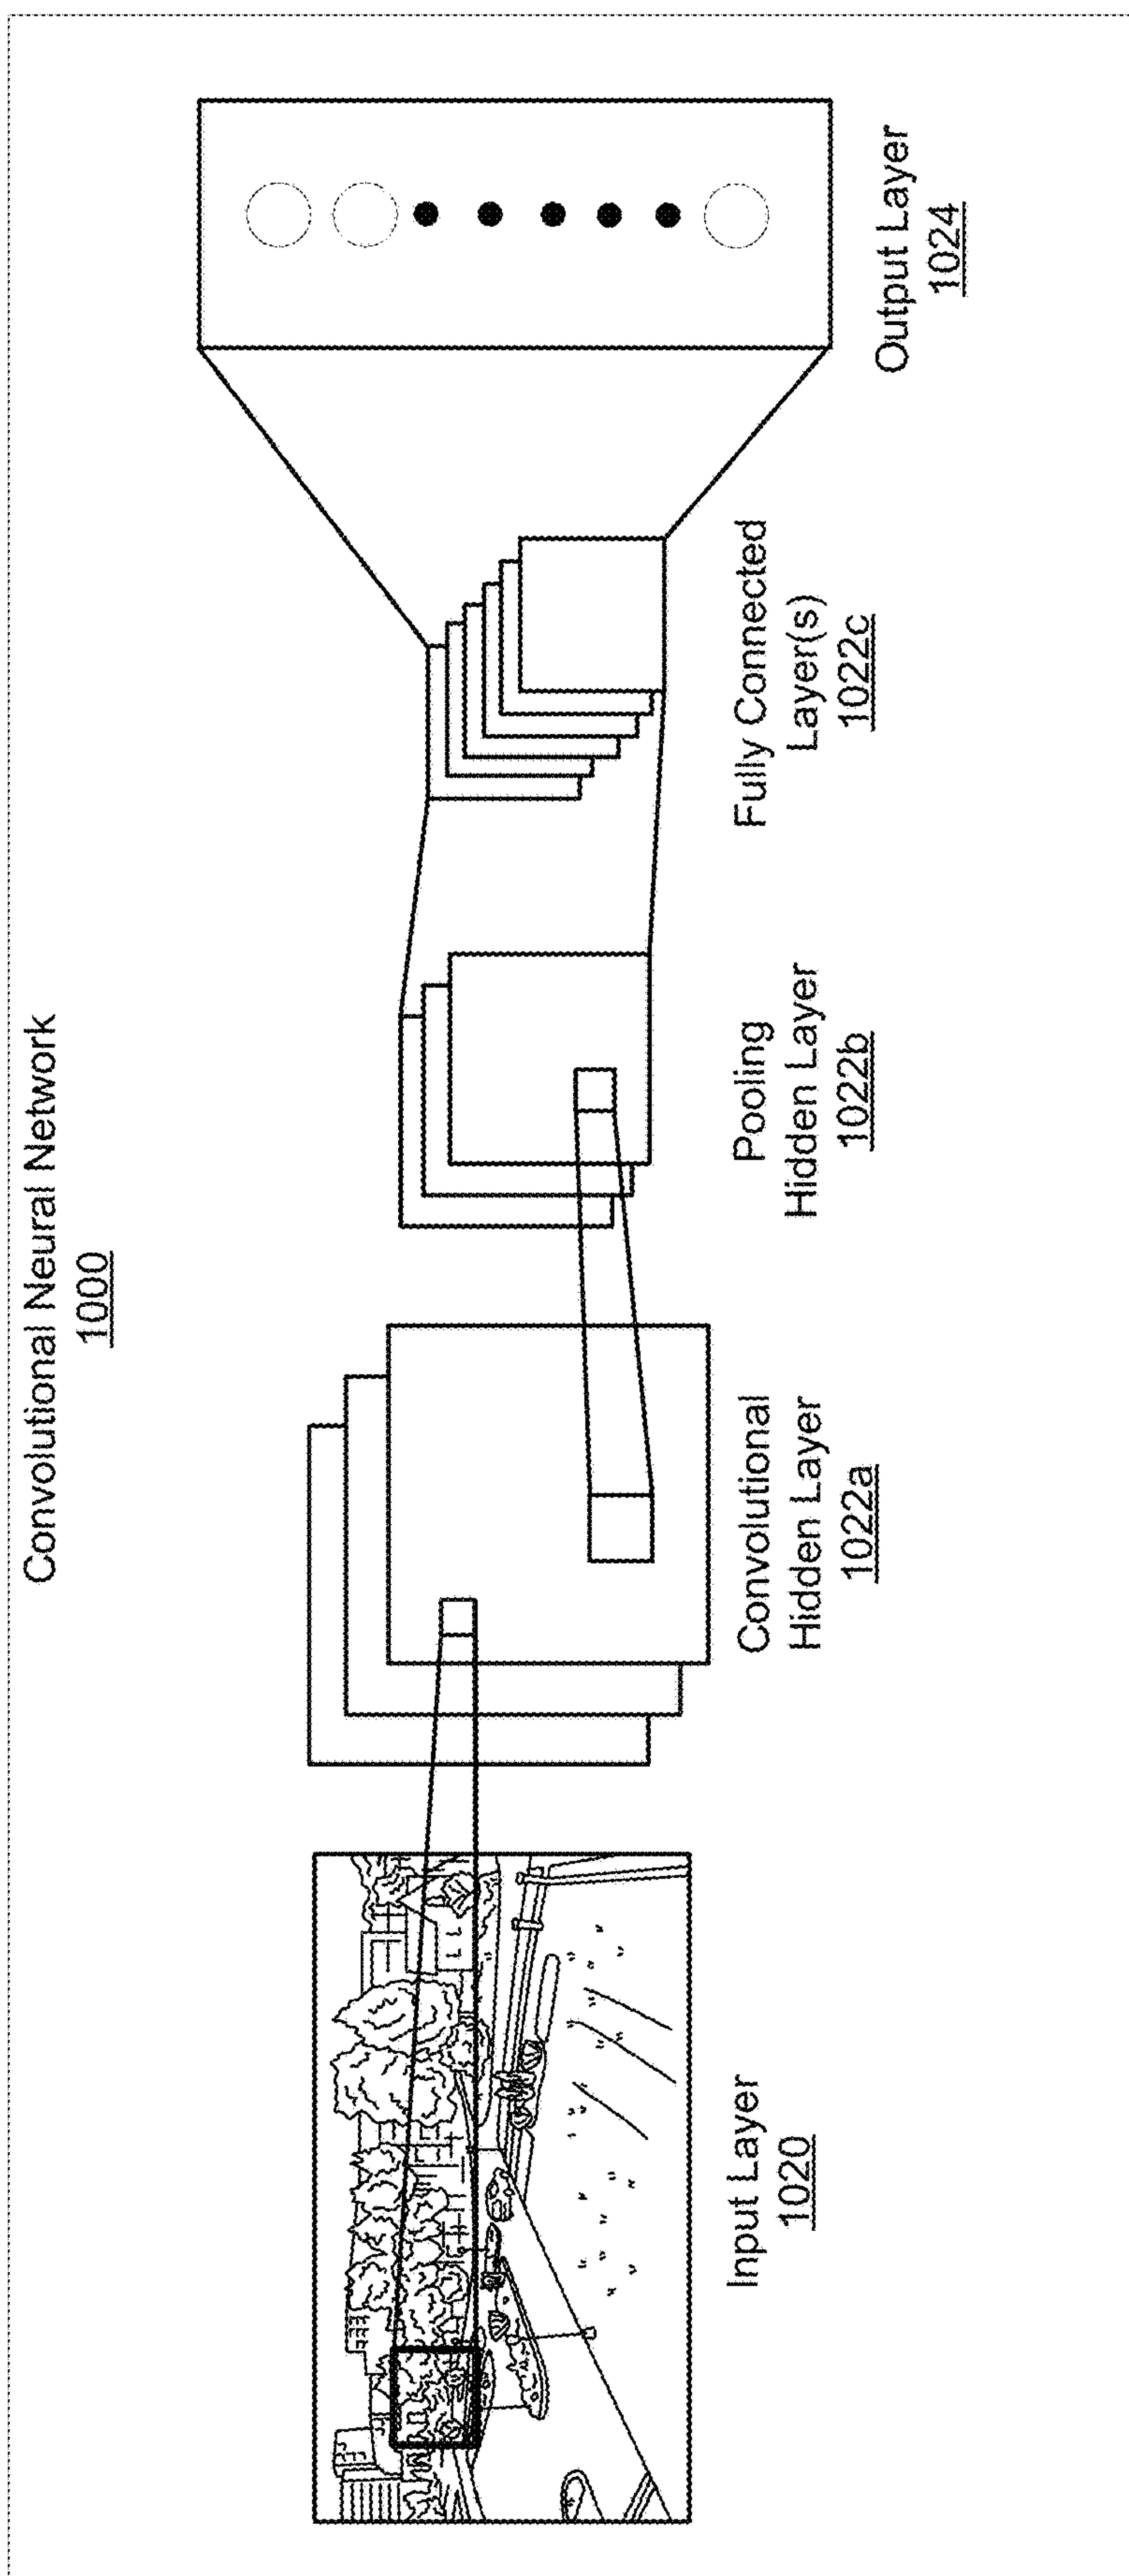 Convolutional Neural Network
1000
Input Layer
1020
Convolutional
Hidden Layer
1022a
Pooling
Hidden Layer
1022b
Fully Connected
Layer(s)
1022c
Output Layer
1024